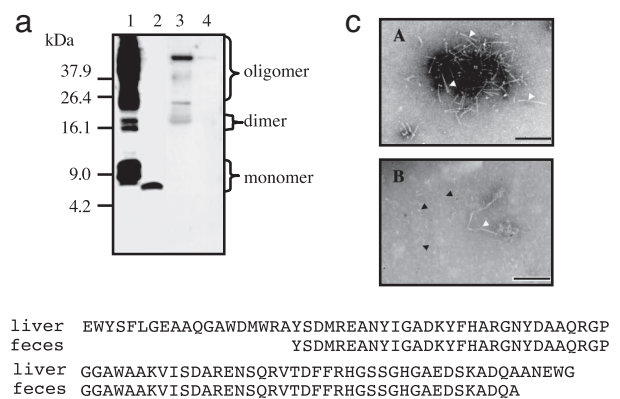 a
c
1 2 3 4
kDa
37.9
26.4
16.1
9.0
4.2
oligomer
dimer
monomer
A
B
liver EWYSFLGEAAQGAWDMWRAYSDMREANYIGADKYFHARGNYDAAQRGP
feces YSDMREANYIGADKYFHARGNYDAAQRGP
liver GGAWAAKVISDARENSQRVTDFFRHGSSGHGAEDSKADQAANEWG
feces GGAWAAKVISDARENSQRVTDFFRHGSSGHGAEDSKADQA